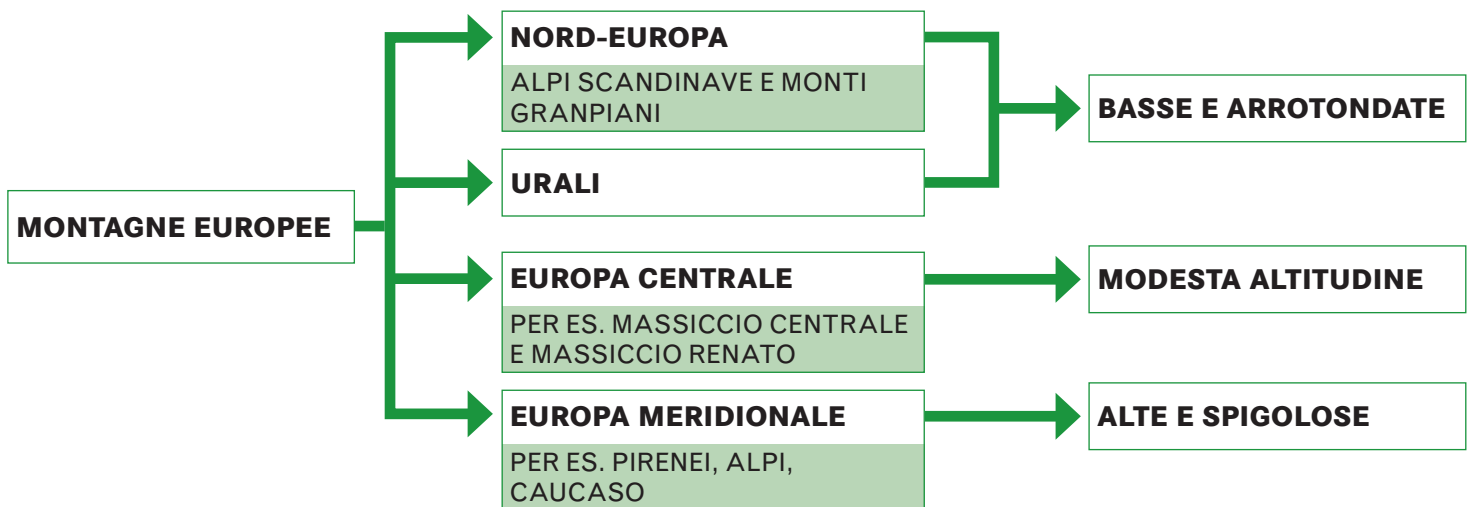 MONTAGNE EUROPEE
NORD-EUROPA
ALPI SCANDINAVE E MONTI
GRANPIANI
URALI
BASSE E ARROTONDATE
EUROPA CENTRALE
PER ES. MASSICCIO CENTRALE
E MASSICCIO RENATO
MODESTA ALTITUDINE
EUROPA MERIDIONALE
PER ES. PIRENEI, ALPI,
CAUCASO
ALTE E SPIGOLOSE